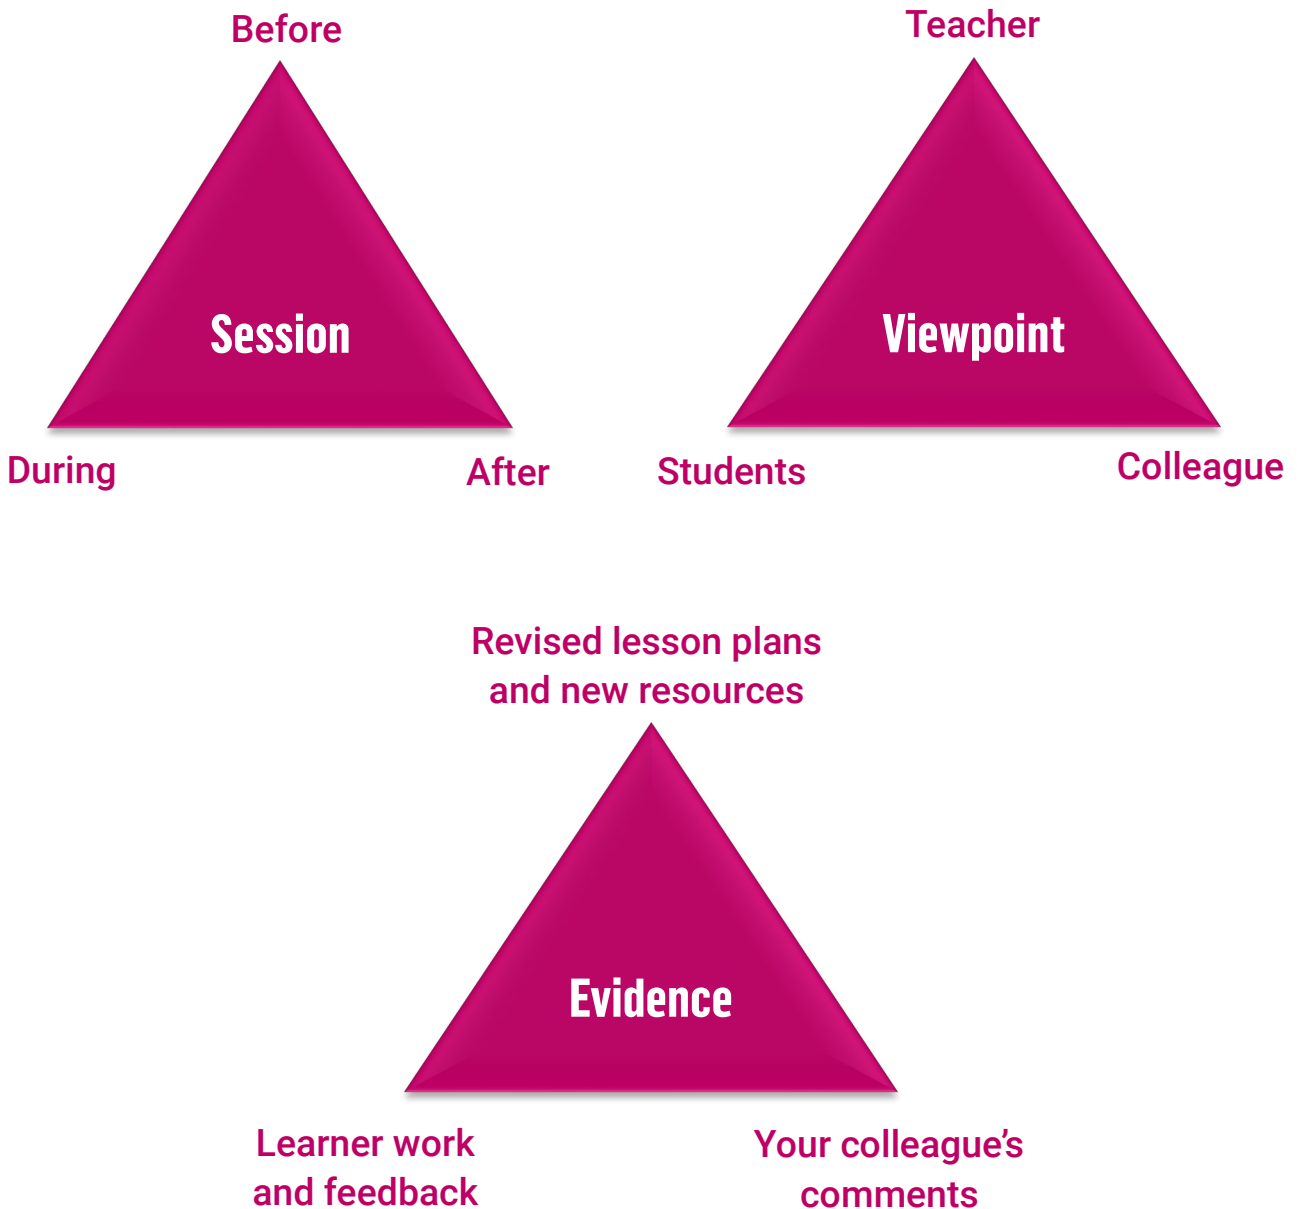 Before
Session
During
After
Teacher
Viewpoint
Students
Colleague
Revised lesson plans
and new resources
Evidence
Learner work
and feedback
Your colleague’s
comments